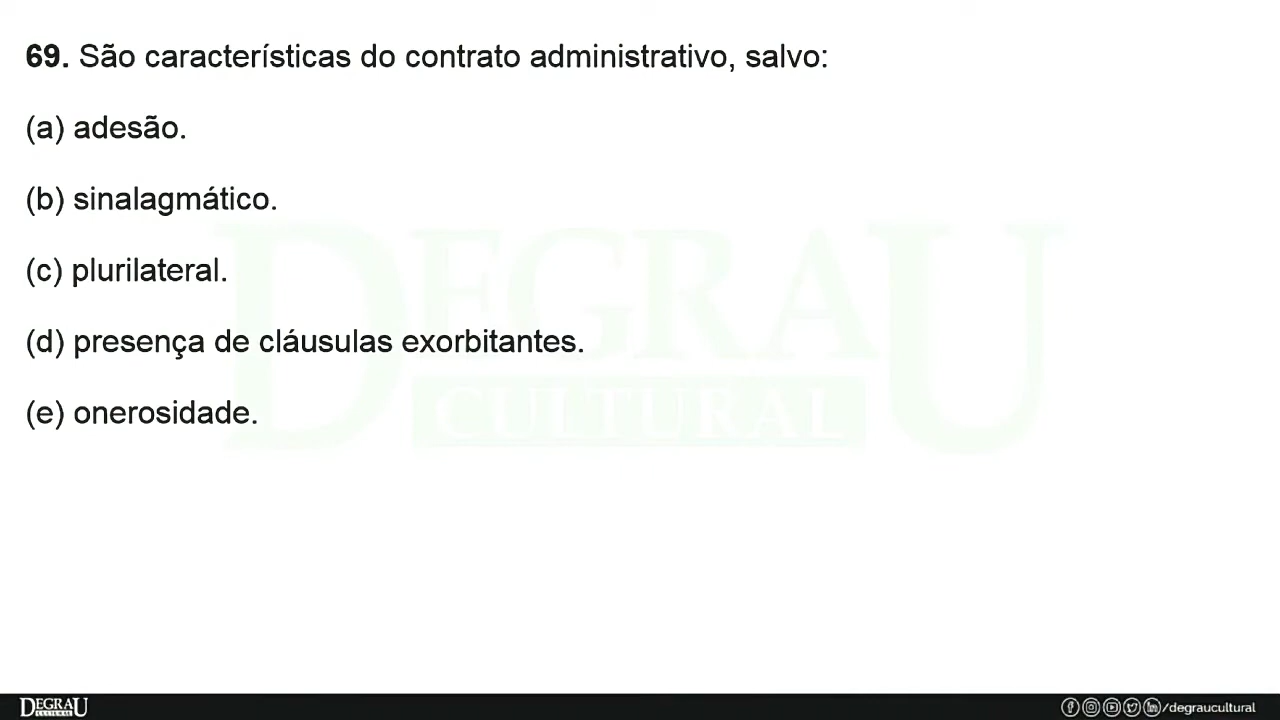 69. São características do contrato administrativo, salvo:
(a) adesão.
(b) sinalagmático.
(c) plurilateral.
(d) presença de cláusulas exorbitantes.
(e) onerosidade.
DEGRAU
CULTURAL
DEGRAU
CULTURAL
/degraucultural